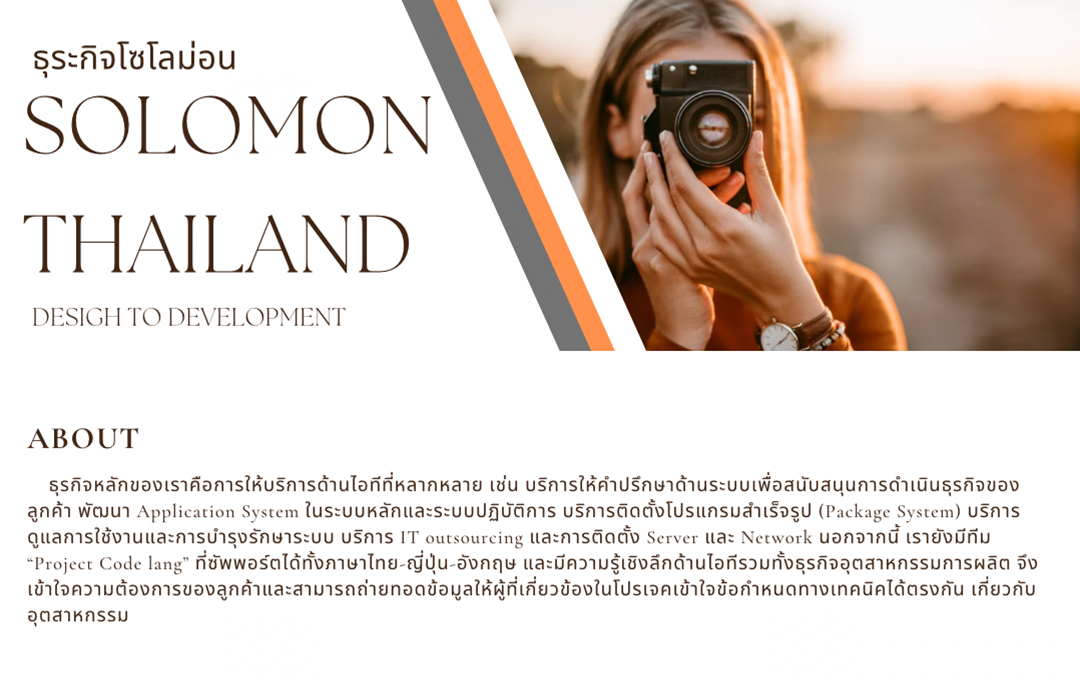 ธุระกิจโซโลม่อน
SOLOMON
THAILAND
DESIGH TO DEVELOPMENT
ABOUT
ธุรกิจหลักของเราคือการให้บริการด้านไอทีที่หลากหลาย เช่น บริการให้คำปรึกษาด้านระบบเพื่อสนับสนุนการดำเนินธุรกิจของ
ลูกค้า พัฒนา Application System ในระบบหลักและระบบปฏิบัติการ บริการติดตั้งโปรแกรมสำเร็จรูป (Package System) บริการ
ดูแลการใช้งานและการบำรุงรักษาระบบ บริการ IT outsourcing และการติดตั้ง Server และ Network นอกจากนี้ เรายังมีทีม
“Project Code lang” ที่ซัพพอร์ตได้ทั้งภาษาไทย-ญี่ปุ่น-อังกฤษ และมีความรู้เชิงลึกด้านไอทีรวมทั้งธุรกิจอุตสาหกรรมการผลิต จึง
เข้าใจความต้องการของลูกค้าและสามารถถ่ายทอดข้อมูลให้ผู้ที่เกี่ยวข้องในโปรเจคเข้าใจข้อกำหนดทางเทคนิคได้ตรงกัน เกี่ยวกับ
อุตสาหกรรม